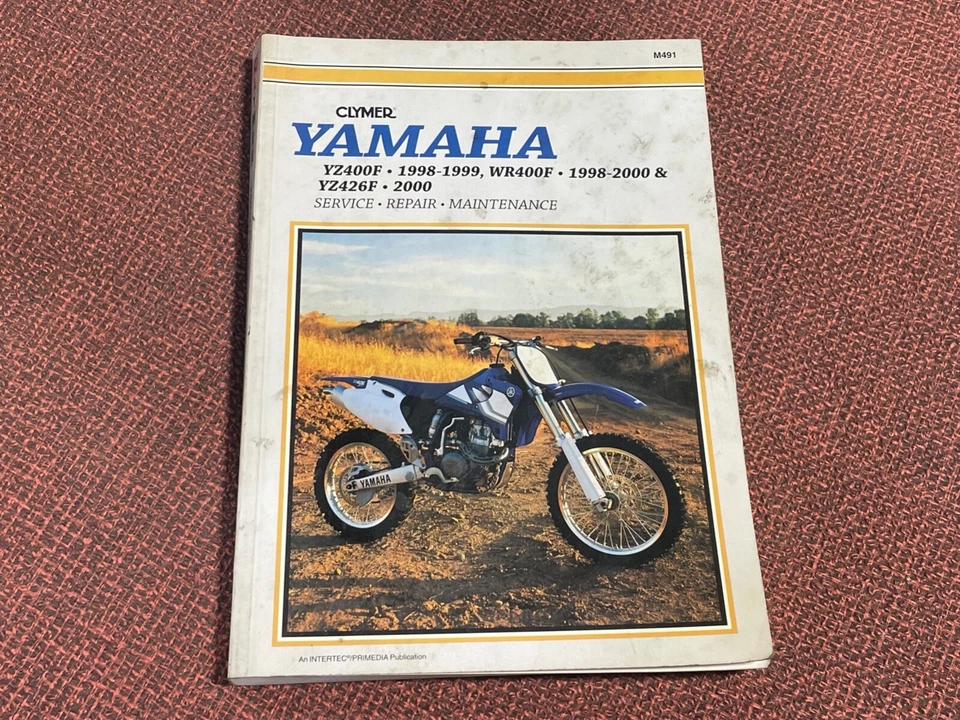 M491
CLYMER®
YAMAHA
YZ400F • 1998-1999, WR400F • 1998-2000 &
YZ426F • 2000
SERVICE • REPAIR • MAINTENANCE
YAMAHA
An INTERTEC®/PRIMEDIA Publication